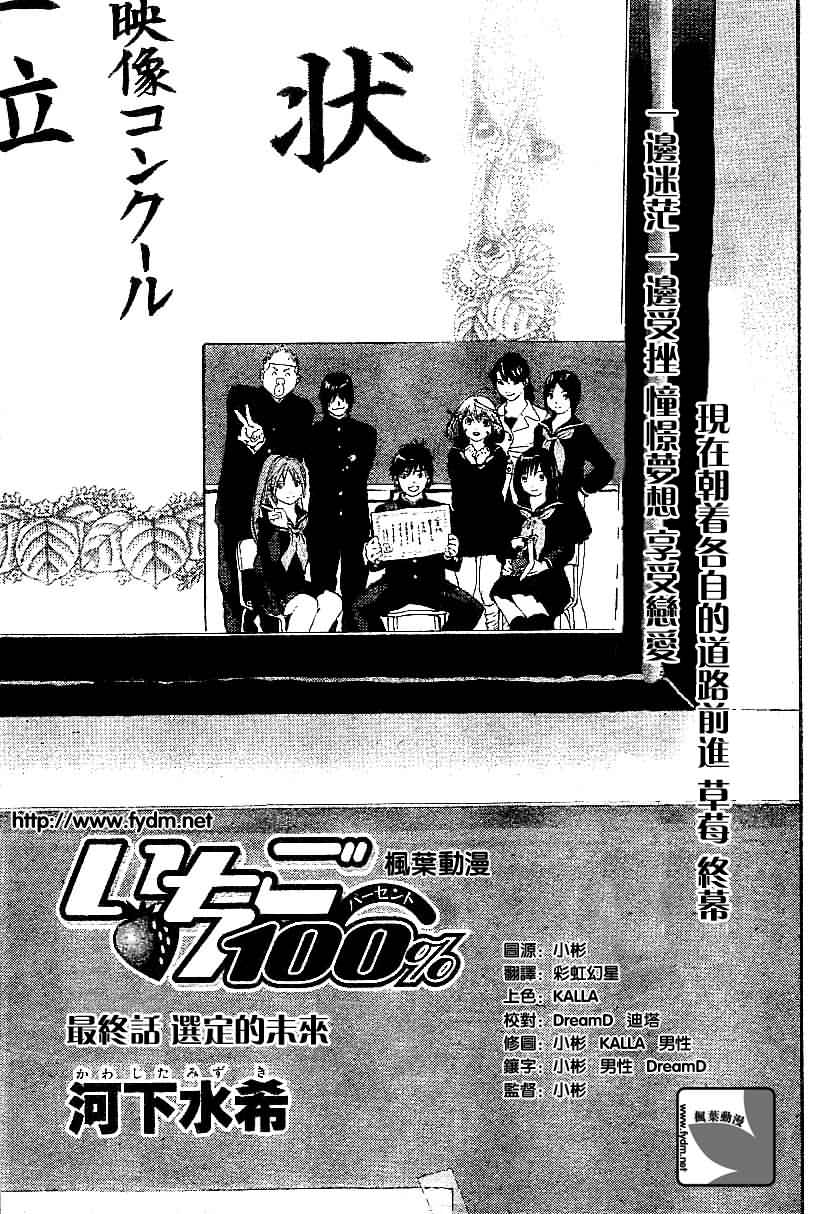 現在朝着各自的道路前進 草莓 終幕
一邊迷茫 一邊受挫 憧憬夢想 享受戀愛
状
映像コンクール
立
http://www.fydm.net
楓葉動漫
いちご
パーセント
100%
最終話 選定的未來
かわしたみずき
河下水希
圖源：小彬
翻譯：彩虹幻星
上色：KALLA
校對：DreamD 迪塔
修圖：小彬 KALLA 男性
鑲字：小彬 男性 DreamD
監督：小彬
楓葉動漫
www.fydm.net